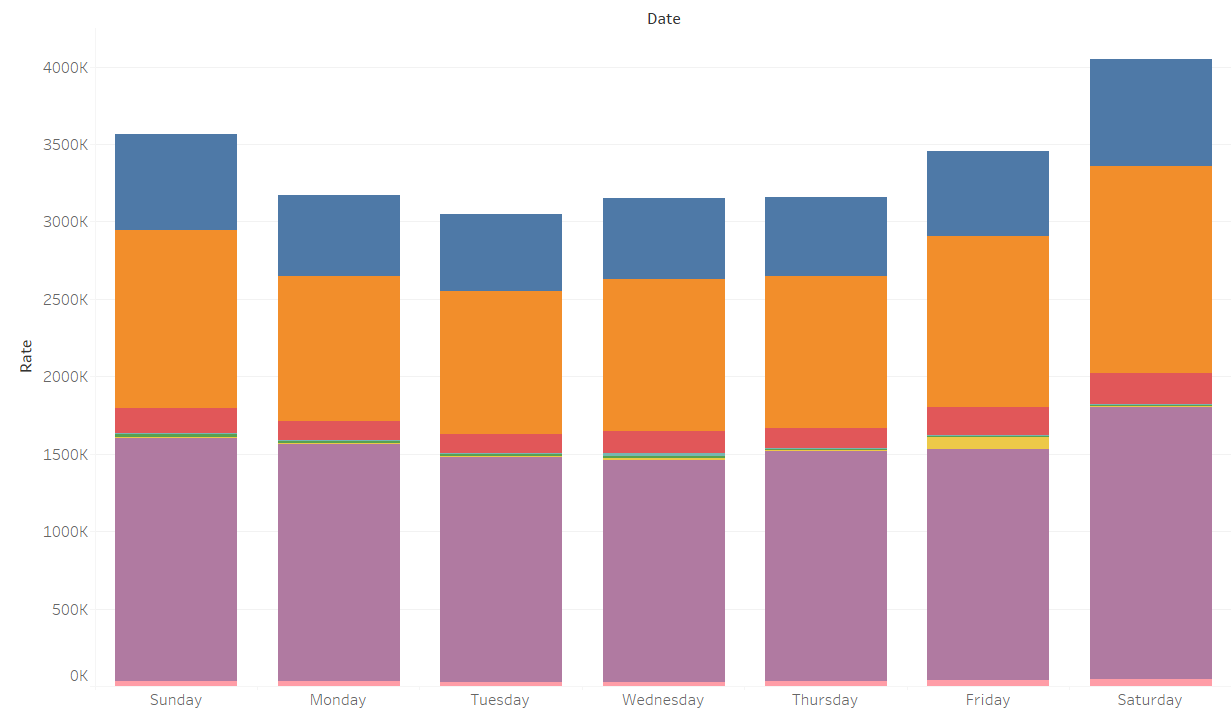 Date
4000K
3500K
3000K
2500K
2000K
1500K
1000K
500K
0K
Rate
Sunday Monday Tuesday Wednesday Thursday Friday Saturday